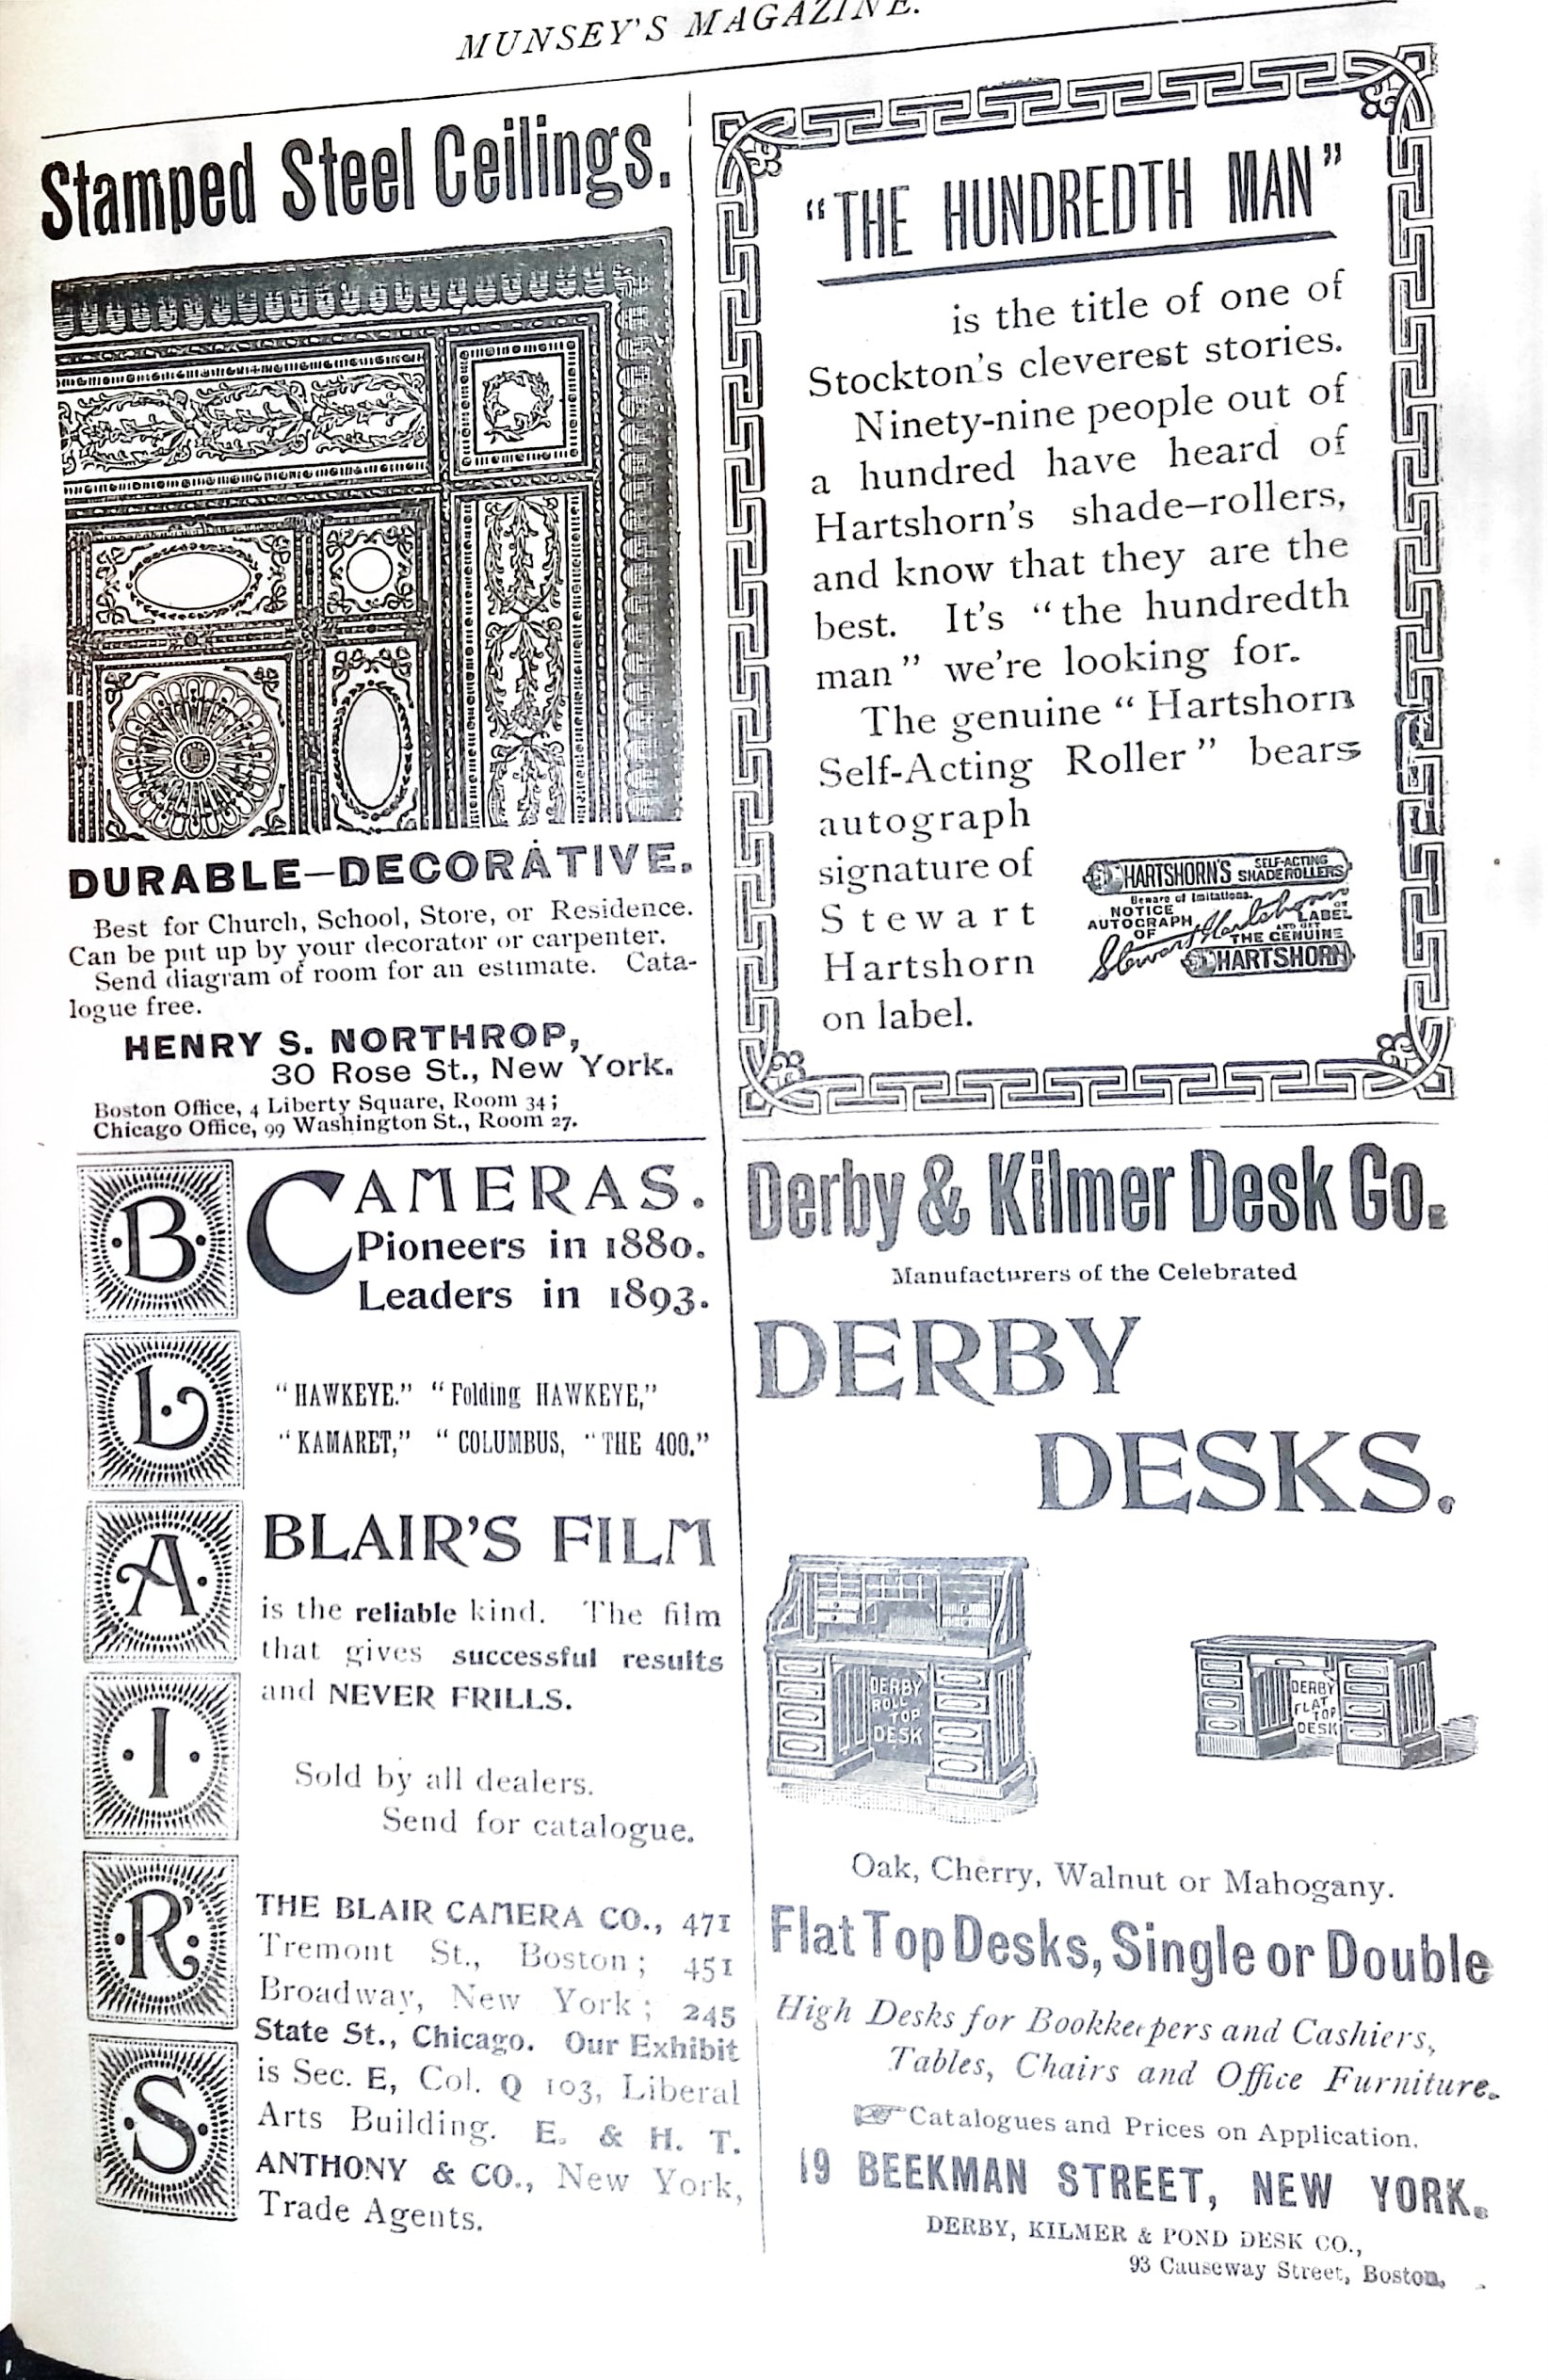 MUNSEY'S MAGAZINE.
Stamped Steel Ceilings.
DURABLE—DECORATIVE.
Best for Church, School, Store, or Residence.
Can be put up by your decorator or carpenter.
Send diagram of room for an estimate. Cata-
logue free.
HENRY S. NORTHROP,
30 Rose St., New York.
Boston Office, 4 Liberty Square, Room 34;
Chicago Office, 99 Washington St., Room 27.
"THE HUNDREDTH MAN"
is the title of one of
Stockton's cleverest stories.
Ninety-nine people out of
a hundred have heard of
Hartshorn's shade-rollers,
and know that they are the
best. It's "the hundredth
man" we're looking for.
The genuine "Hartshorn
Self-Acting Roller" bears
autograph
signature of
Stewart
Hartshorn
on label.
HARTSHORN'S SELF-ACTING SHADE ROLLERS
Beware of Imitations.
NOTICE
AUTOGRAPH
OF
Stewart Hartshorn
ON
LABEL
AND GET
THE GENUINE
HARTSHORN
BLAIR'S
CAMERAS.
Pioneers in 1880.
Leaders in 1893.
"HAWKEYE." "Folding HAWKEYE,"
"KAMARET," "COLUMBUS, "THE 400."
BLAIR'S FILM
is the reliable kind. The film
that gives successful results
and NEVER FRILLS.
Sold by all dealers.
Send for catalogue.
THE BLAIR CAMERA CO., 471
Tremont St., Boston; 451
Broadway, New York; 245
State St., Chicago. Our Exhibit
is Sec. E, Col. Q 103, Liberal
Arts Building. E. & H. T.
ANTHONY & CO., New York,
Trade Agents.
Derby & Kilmer Desk Co.
Manufacturers of the Celebrated
DERBY
DESKS.
DERBY
ROLL
TOP
DESK
DERBY
FLAT
TOP
DESK
Oak, Cherry, Walnut or Mahogany.
Flat Top Desks, Single or Double
High Desks for Bookkeepers and Cashiers,
Tables, Chairs and Office Furniture.
☞ Catalogues and Prices on Application.
19 BEEKMAN STREET, NEW YORK.
DERBY, KILMER & POND DESK CO.,
93 Causeway Street, Boston.